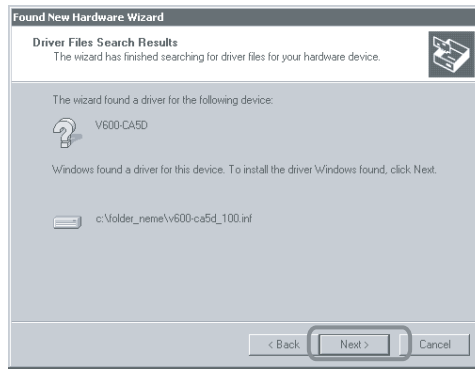 Found New Hardware Wizard
Driver Files Search Results
The wizard has finished searching for driver files for your hardware device.
The wizard found a driver for the following device:
V600-CA5D
Windows found a driver for this device. To install the driver Windows found, click Next.
c:\folder_neme\v600-ca5d_100.inf
< Back
Next >
Cancel